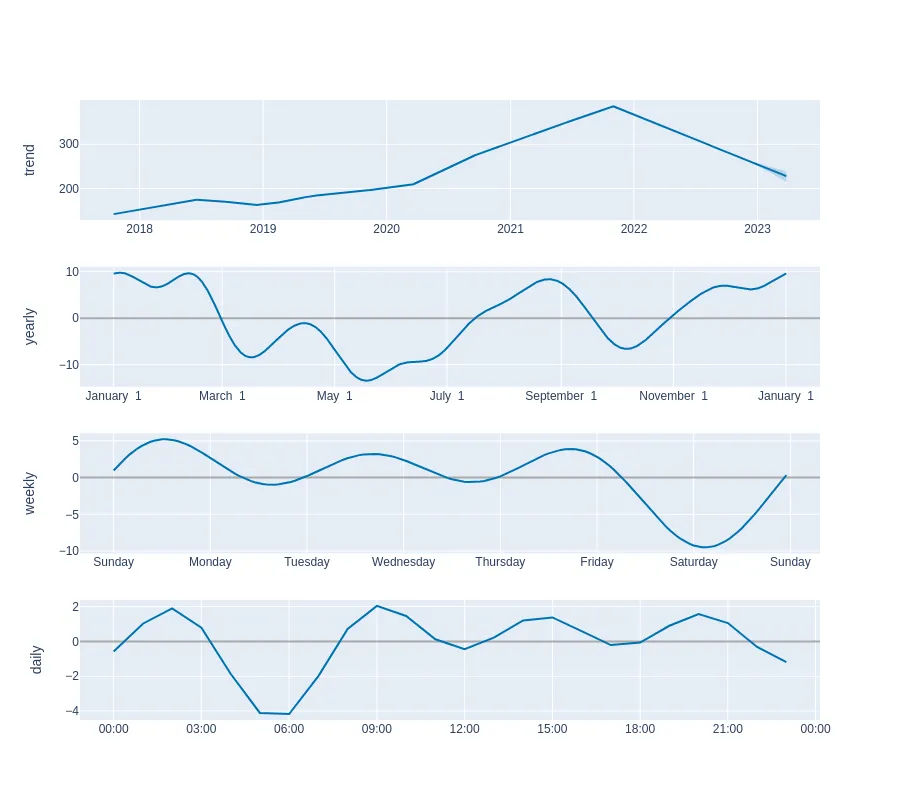 trend
300
200
2018 2019 2020 2021 2022 2023
yearly
10
0
−10
January 1 March 1 May 1 July 1 September 1 November 1 January 1
weekly
5
0
−5
−10
Sunday Monday Tuesday Wednesday Thursday Friday Saturday Sunday
daily
2
0
−2
−4
00:00 03:00 06:00 09:00 12:00 15:00 18:00 21:00 00:00